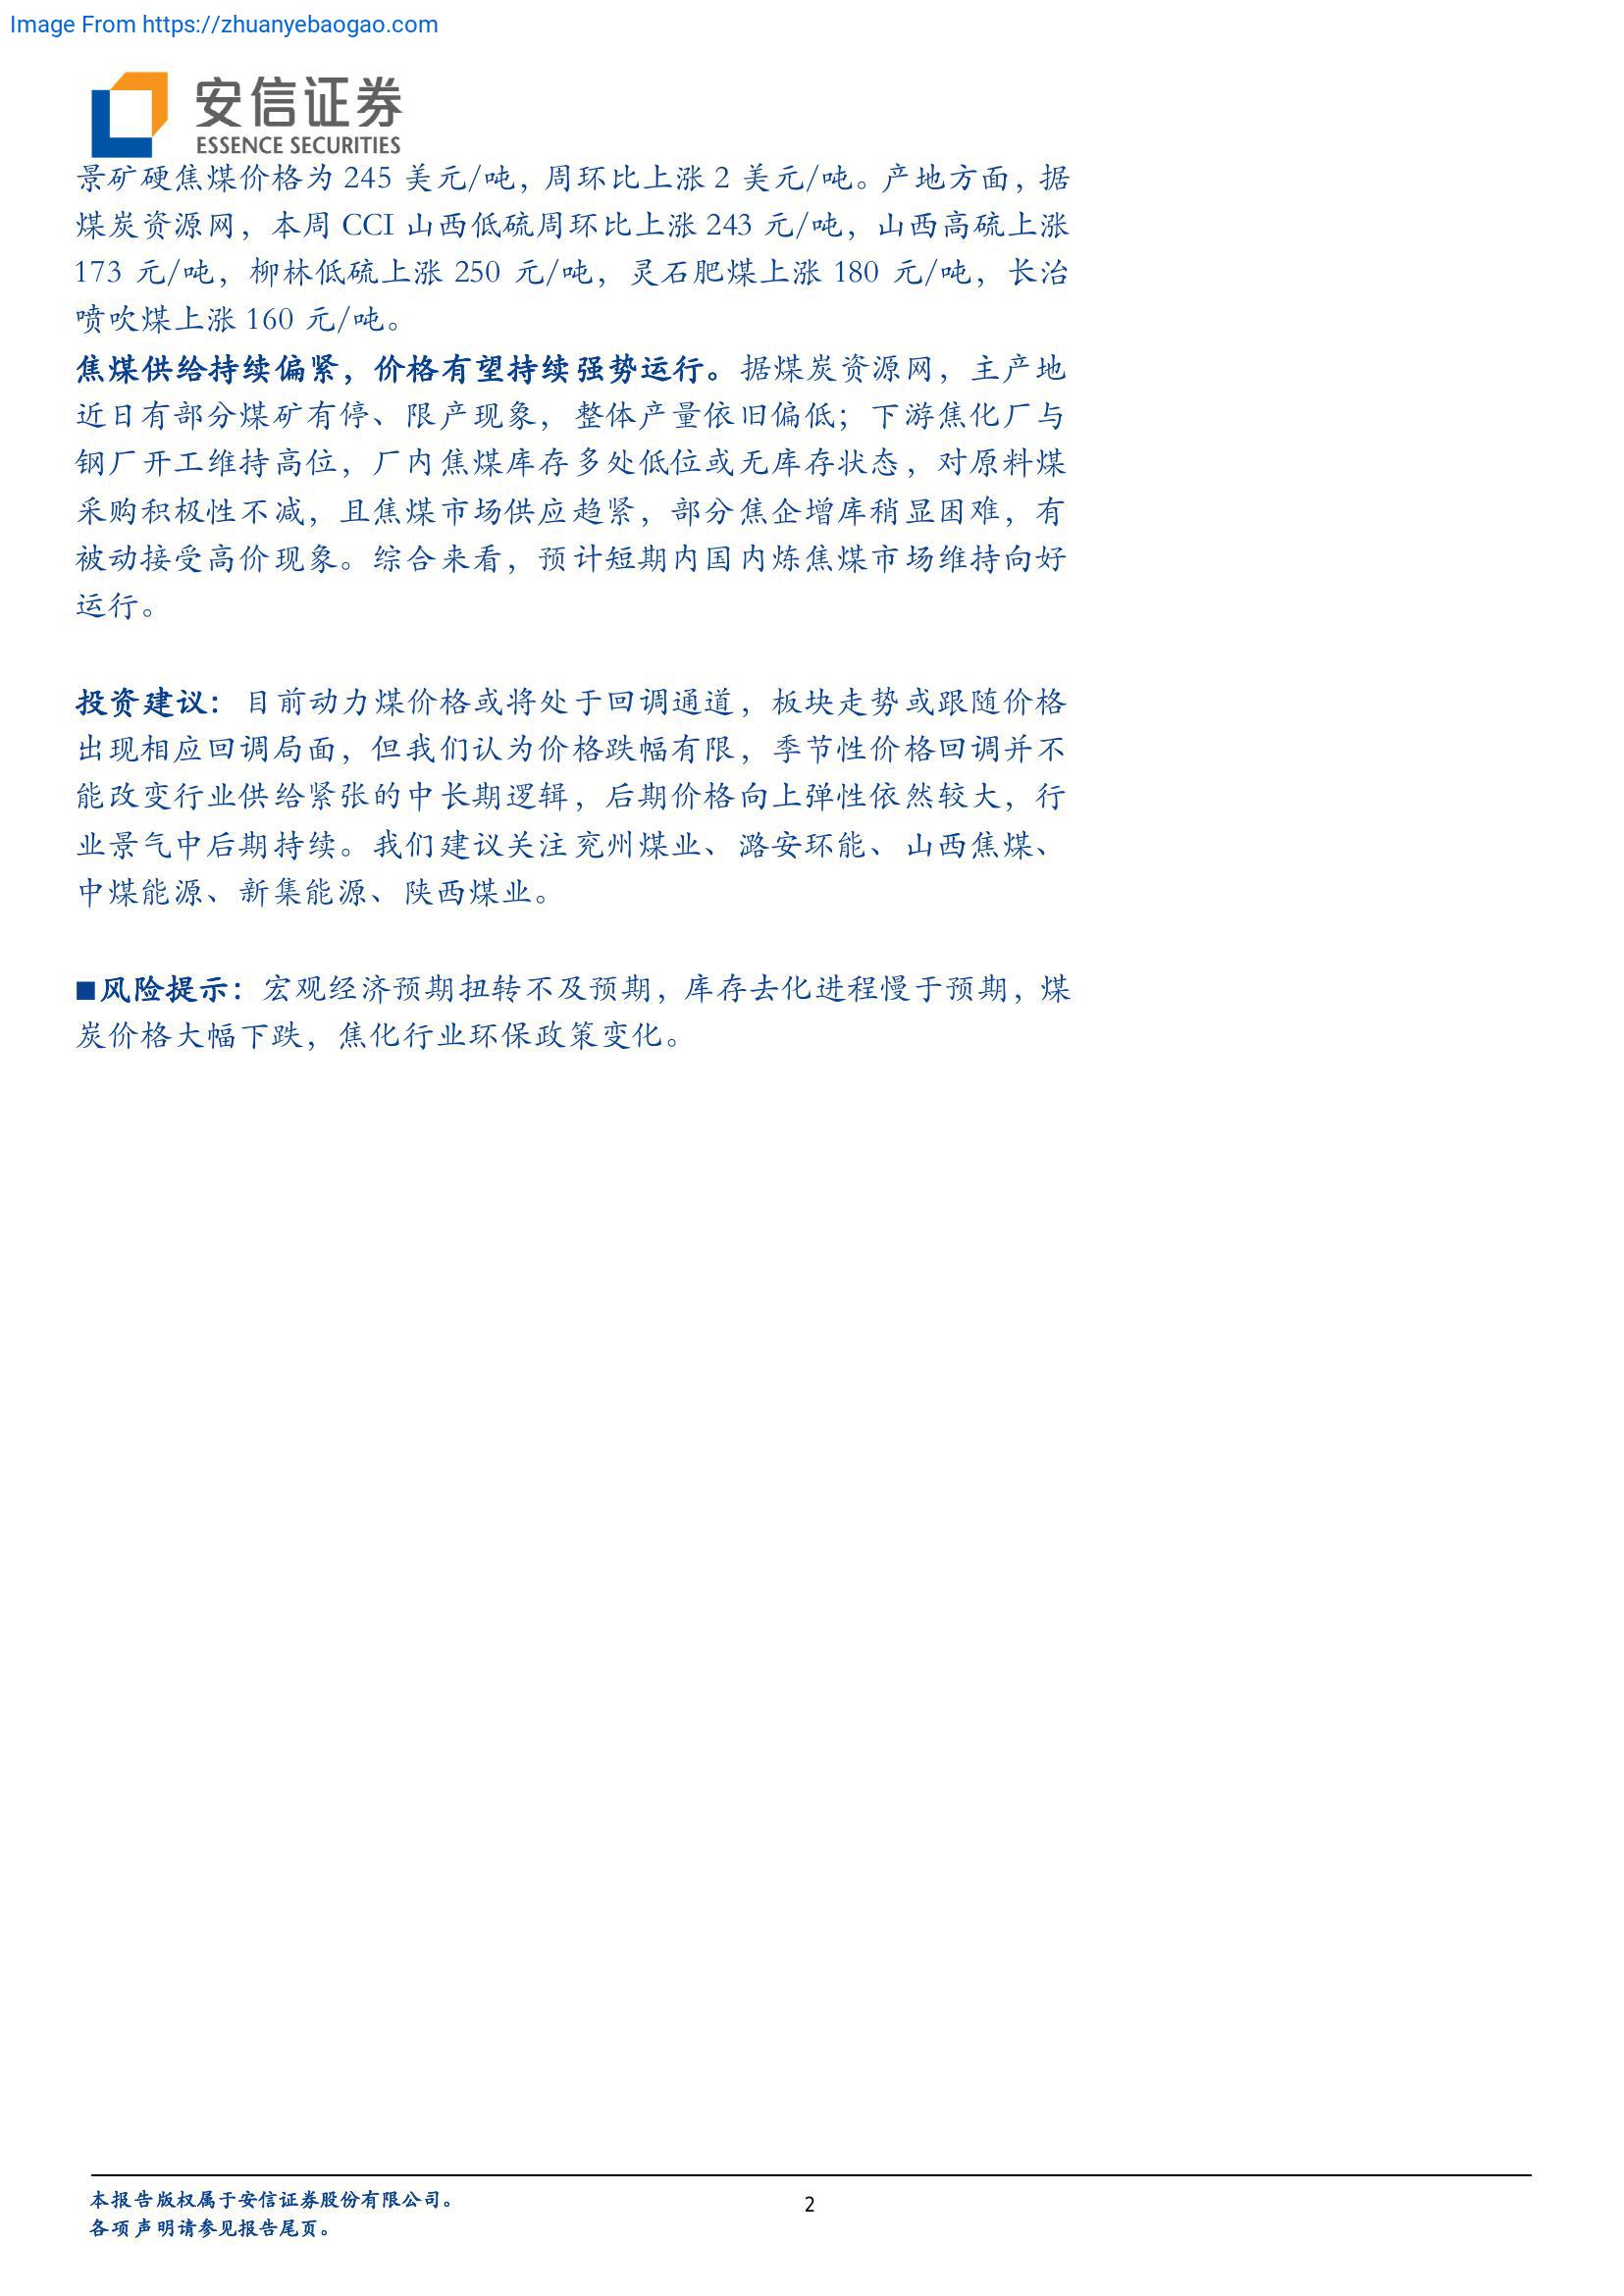 Image From https://zhuanyebaogao.com
安信证券
ESSENCE SECURITIES
景矿硬焦煤价格为 245 美元/吨，周环比上涨 2 美元/吨。产地方面，据
煤炭资源网，本周 CCI 山西低硫周环比上涨 243 元/吨，山西高硫上涨
173 元/吨，柳林低硫上涨 250 元/吨，灵石肥煤上涨 180 元/吨，长治
喷吹煤上涨 160 元/吨。
焦煤供给持续偏紧，价格有望持续强势运行。据煤炭资源网，主产地
近日有部分煤矿有停、限产现象，整体产量依旧偏低；下游焦化厂与
钢厂开工维持高位，厂内焦煤库存多处低位或无库存状态，对原料煤
采购积极性不减，且焦煤市场供应趋紧，部分焦企增库稍显困难，有
被动接受高价现象。综合来看，预计短期内国内炼焦煤市场维持向好
运行。
投资建议：目前动力煤价格或将处于回调通道，板块走势或跟随价格
出现相应回调局面，但我们认为价格跌幅有限，季节性价格回调并不
能改变行业供给紧张的中长期逻辑，后期价格向上弹性依然较大，行
业景气中后期持续。我们建议关注兖州煤业、潞安环能、山西焦煤、
中煤能源、新集能源、陕西煤业。
■风险提示：宏观经济预期扭转不及预期，库存去化进程慢于预期，煤
炭价格大幅下跌，焦化行业环保政策变化。
本报告版权属于安信证券股份有限公司。
各项声明请参见报告尾页。
2